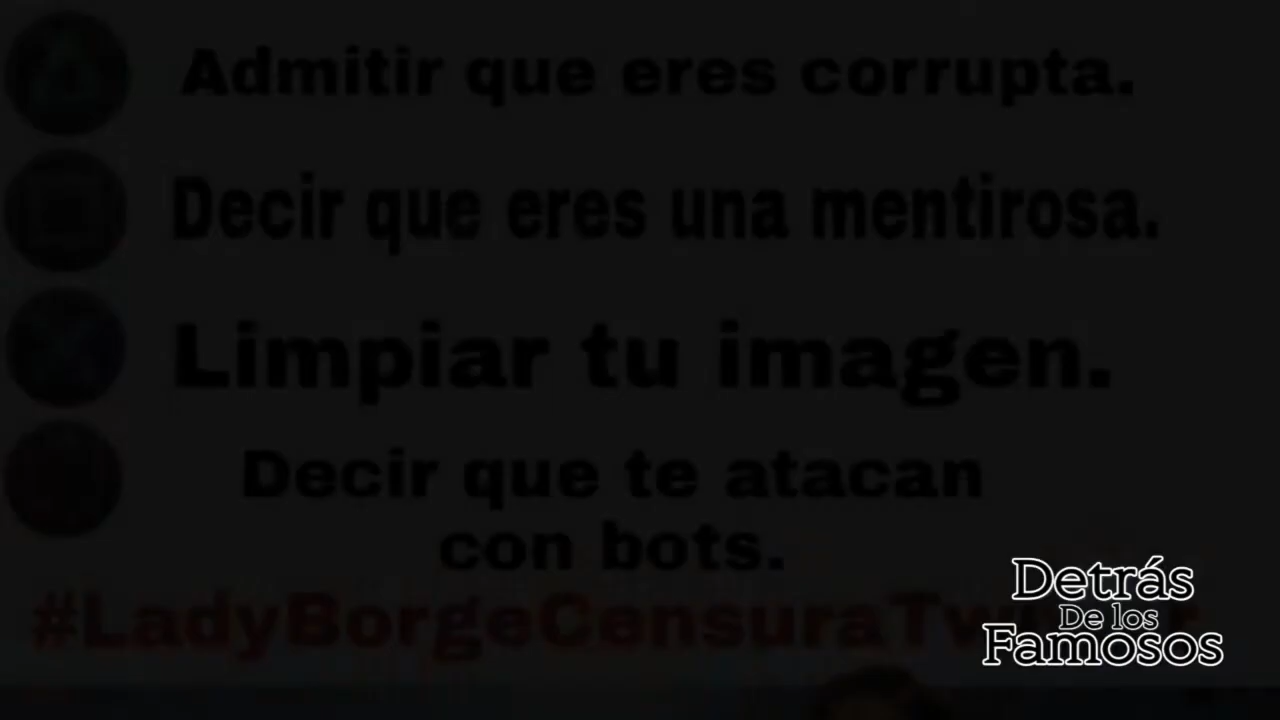 Admitir que eres corrupta.
Decir que eres una mentirosa.
Limpiar tu imagen.
Decir que te atacan
con bots.
Detrás
De los
Famosos